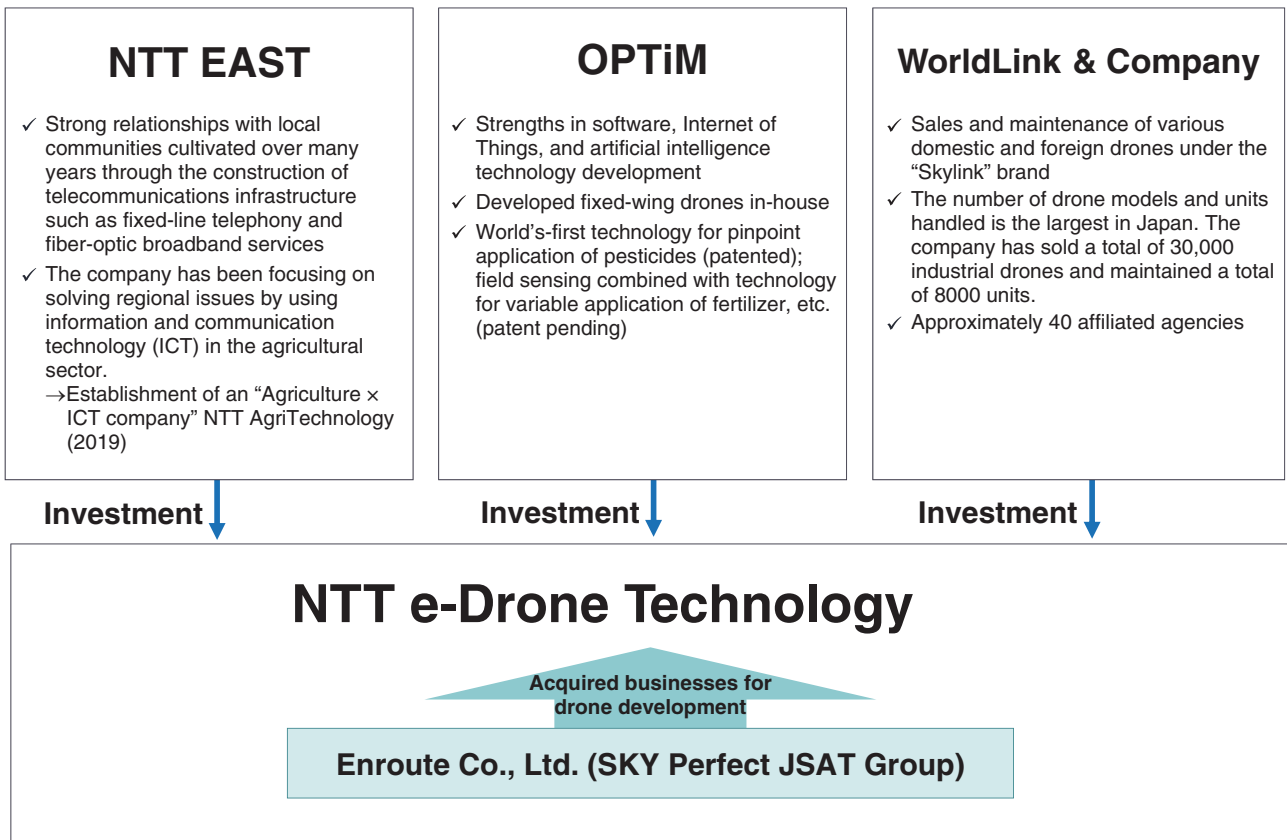 NTT EAST
✓ Strong relationships with local
communities cultivated over many
years through the construction of
telecommunications infrastructure
such as fixed-line telephony and
fiber-optic broadband services
✓ The company has been focusing on
solving regional issues by using
information and communication
technology (ICT) in the agricultural
sector.
→Establishment of an “Agriculture ×
ICT company” NTT AgriTechnology
(2019)
OPTiM
✓ Strengths in software, Internet of
Things, and artificial intelligence
technology development
✓ Developed fixed-wing drones in-house
✓ World’s-first technology for pinpoint
application of pesticides (patented);
field sensing combined with technology
for variable application of fertilizer, etc.
(patent pending)
WorldLink & Company
✓ Sales and maintenance of various
domestic and foreign drones under the
“Skylink” brand
✓ The number of drone models and units
handled is the largest in Japan. The
company has sold a total of 30,000
industrial drones and maintained a total
of 8000 units.
✓ Approximately 40 affiliated agencies
Investment
Investment
Investment
NTT e-Drone Technology
Acquired businesses for
drone development
Enroute Co., Ltd. (SKY Perfect JSAT Group)